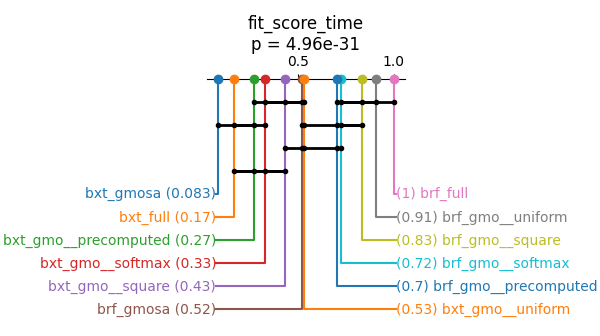 fit_score_time
p = 4.96e-31
0.5
1.0
bxt_gmosa (0.083)
(1) brf_full
bxt_full (0.17)
(0.91) brf_gmo__uniform
bxt_gmo__precomputed (0.27)
(0.83) brf_gmo__square
bxt_gmo__softmax (0.33)
(0.72) brf_gmo__softmax
bxt_gmo__square (0.43)
(0.7) brf_gmo__precomputed
brf_gmosa (0.52)
(0.53) bxt_gmo__uniform